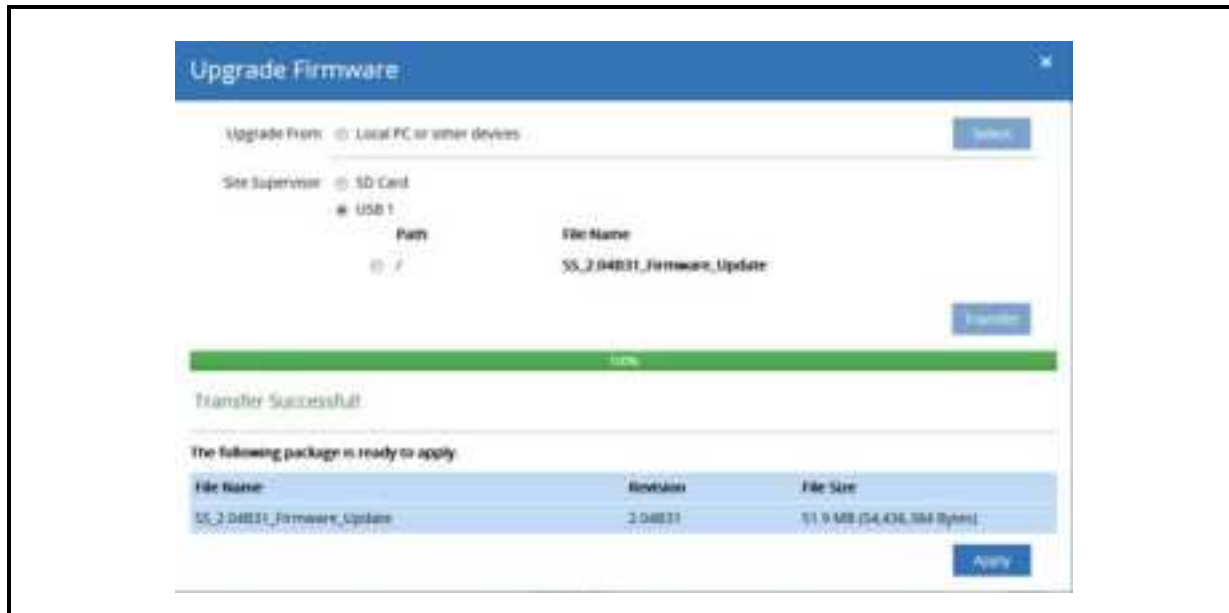 Upgrade Firmware
Upgrade From Local PC or other devices Select
Site Supervisor SD Card
USB 1
Path File Name
/ SS_2.04B31_Firmware_Update
Transfer
100%
Transfer Successful!
The following package is ready to apply
File Name Revision File Size
SS_2.04B31_Firmware_Update 2.04B31 51.9 MB (54,436,384 Bytes)
Apply